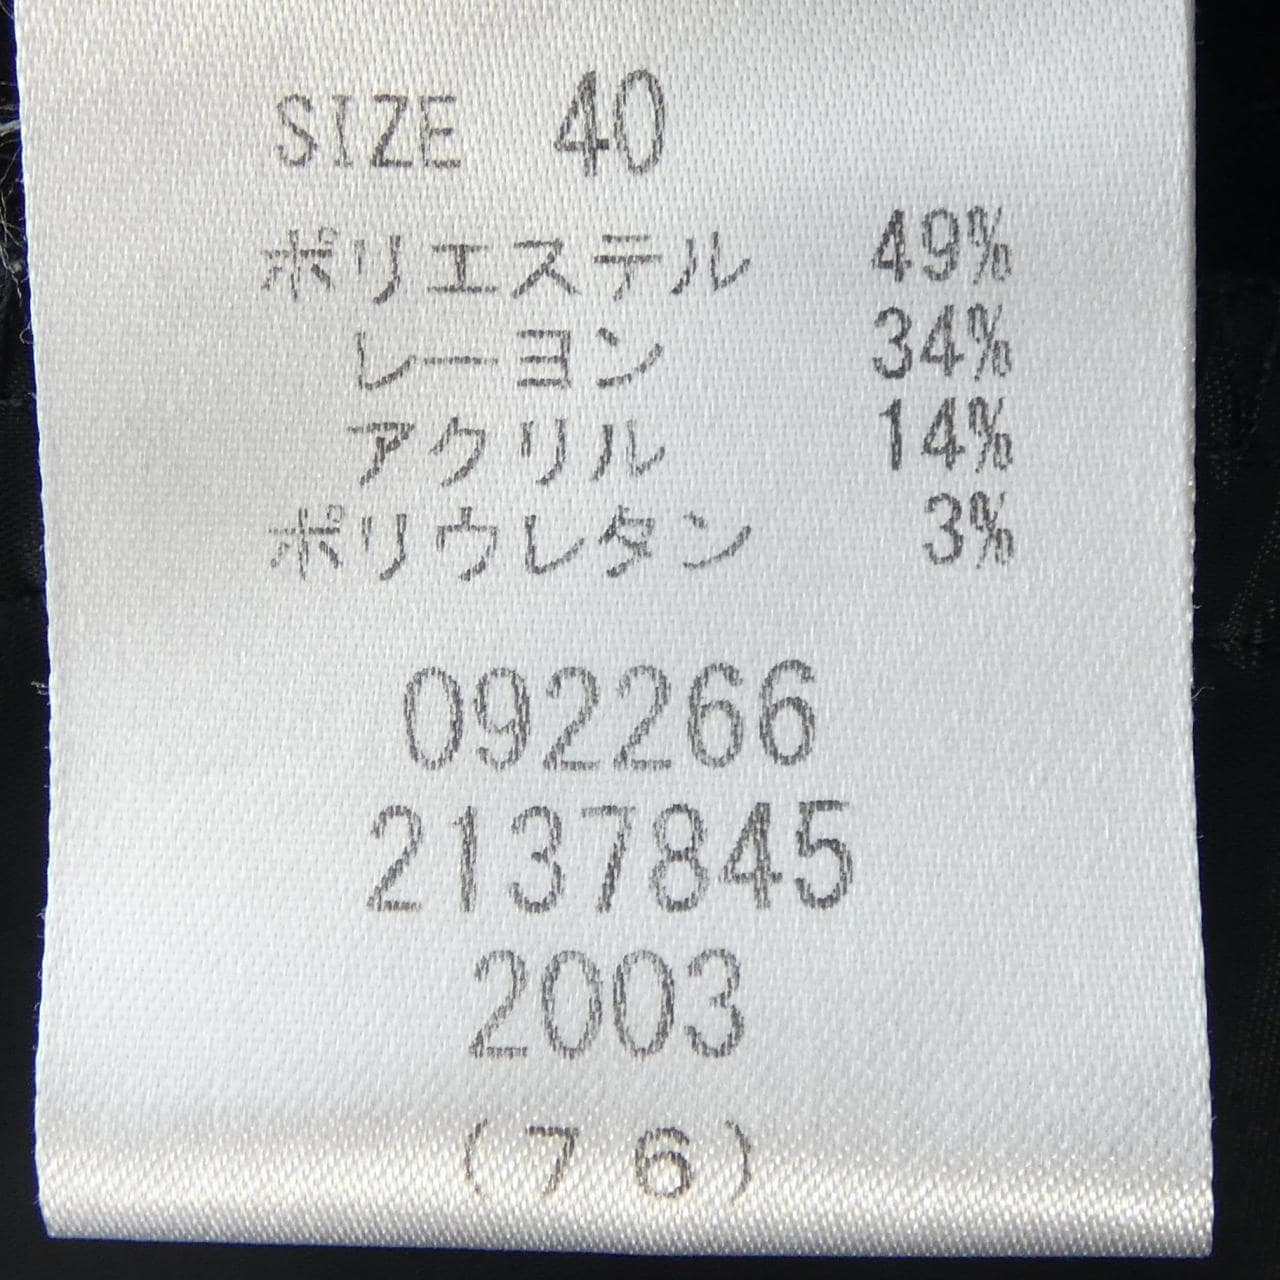 SIZE 40
ポリエステル 49%
レーヨン 34%
アクリル 14%
ポリウレタン 3%
092266
2137845
2003
(76)